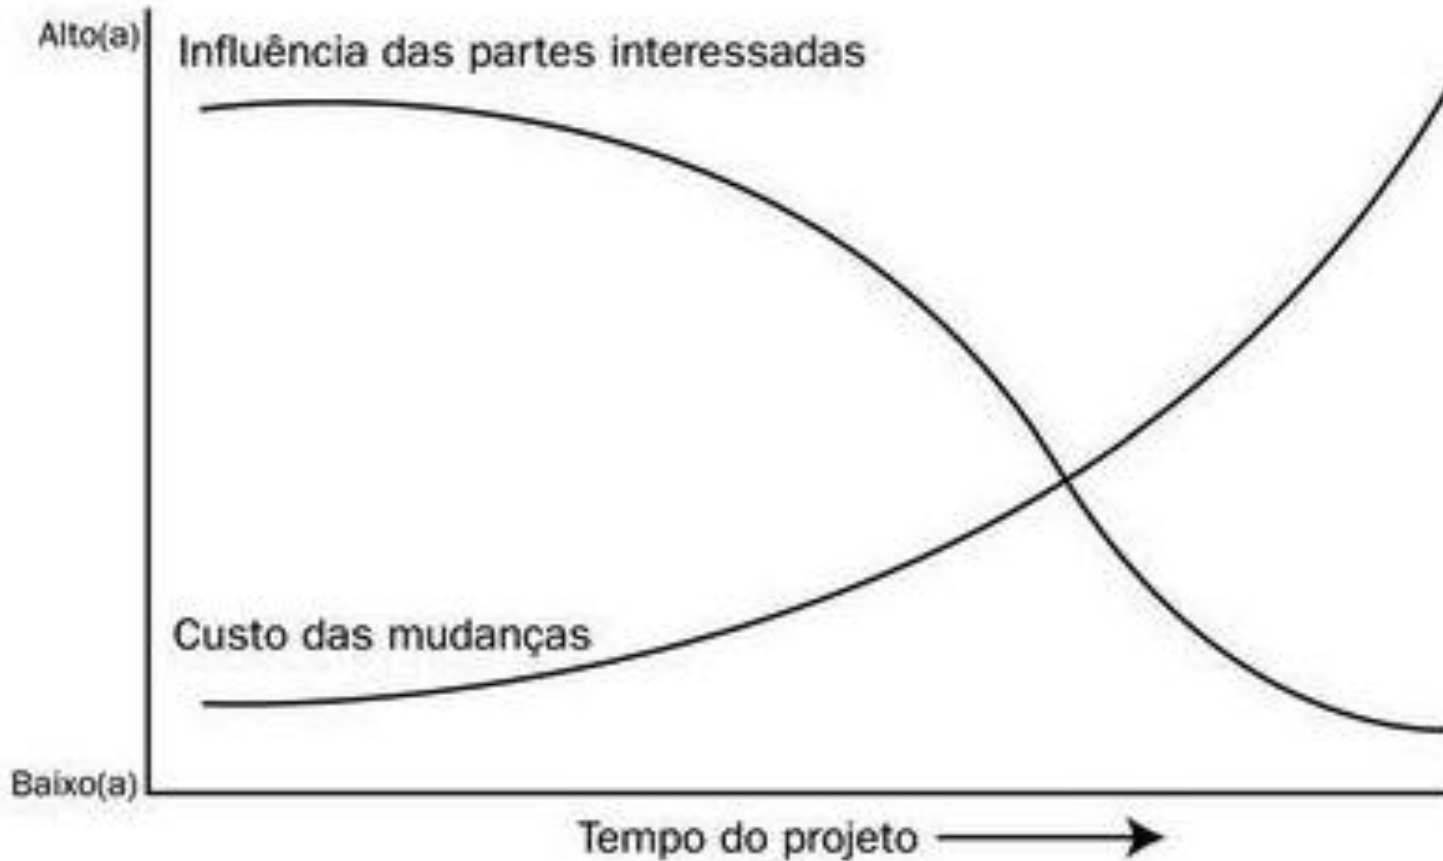 Alto(a)
Influência das partes interessadas
Custo das mudanças
Baixo(a)
Tempo do projeto